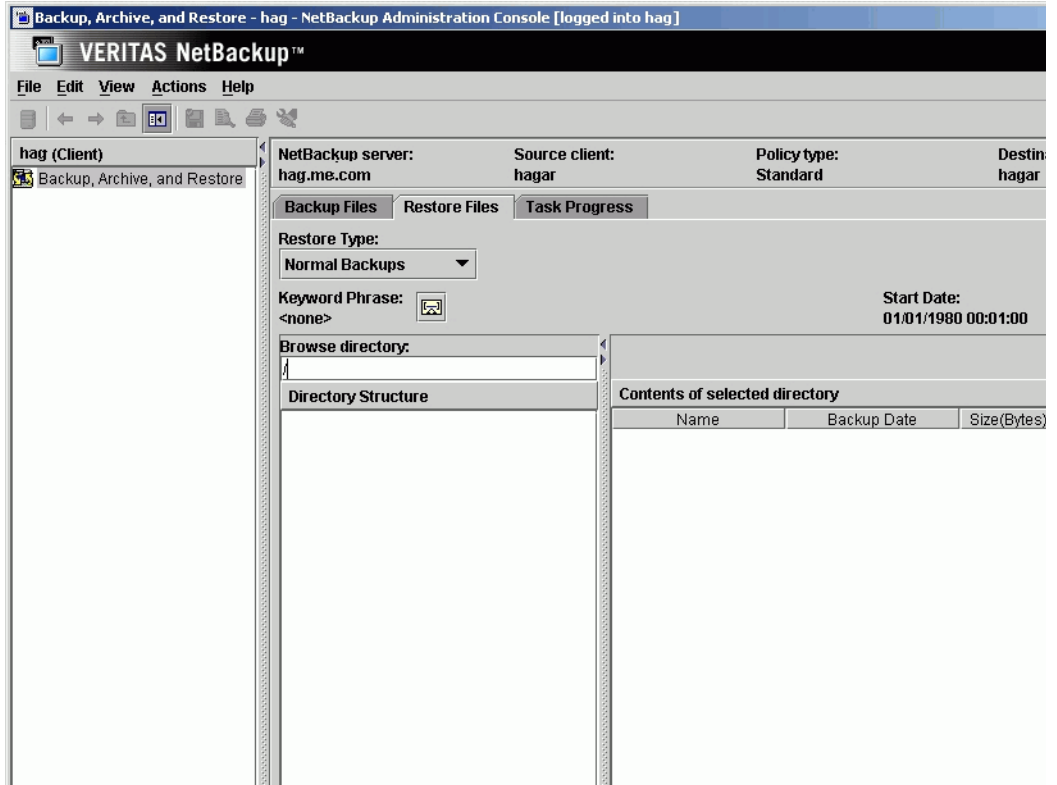 Backup, Archive, and Restore - hag - NetBackup Administration Console [logged into hag]
VERITAS NetBackup™
File Edit View Actions Help
hag (Client)
Backup, Archive, and Restore
NetBackup server: Source client: Policy type: Destin
hag.me.com hagar Standard hagar
Backup Files Restore Files Task Progress
Restore Type:
Normal Backups
Keyword Phrase:
<none>
Start Date:
01/01/1980 00:01:00
Browse directory:
/
Directory Structure
Contents of selected directory
Name Backup Date Size(Bytes)